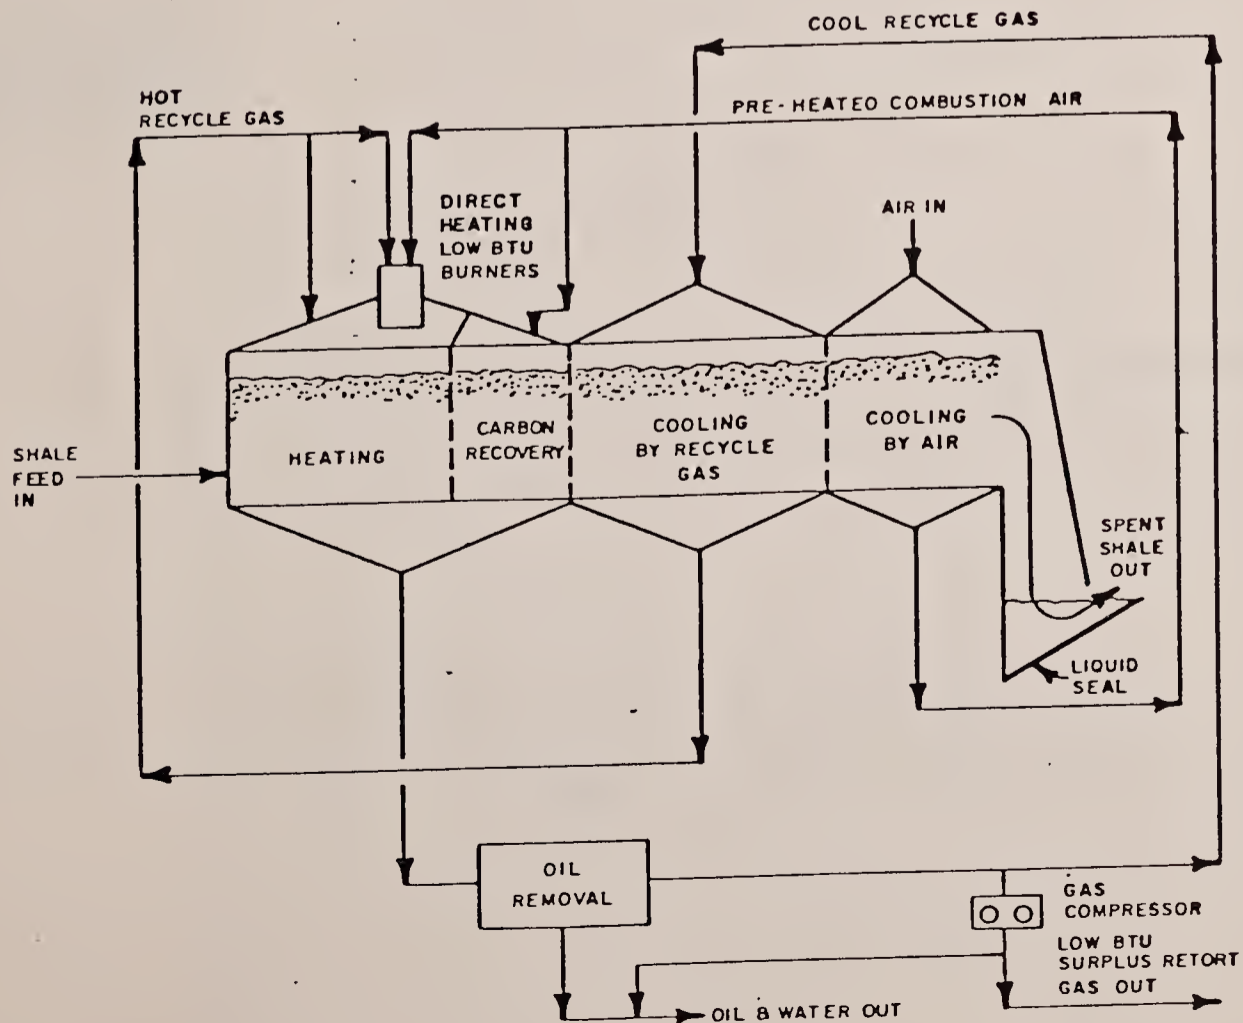 COOL RECYCLE GAS
HOT
RECYCLE GAS
PRE-HEATED COMBUSTION AIR
DIRECT
HEATING
LOW BTU
BURNERS
AIR IN
SHALE
FEED
IN
HEATING
CARBON
RECOVERY
COOLING
BY RECYCLE
GAS
COOLING
BY AIR
SPENT
SHALE
OUT
LIQUID
SEAL
OIL
REMOVAL
GAS
COMPRESSOR
LOW BTU
SURPLUS RETORT
GAS OUT
OIL & WATER OUT